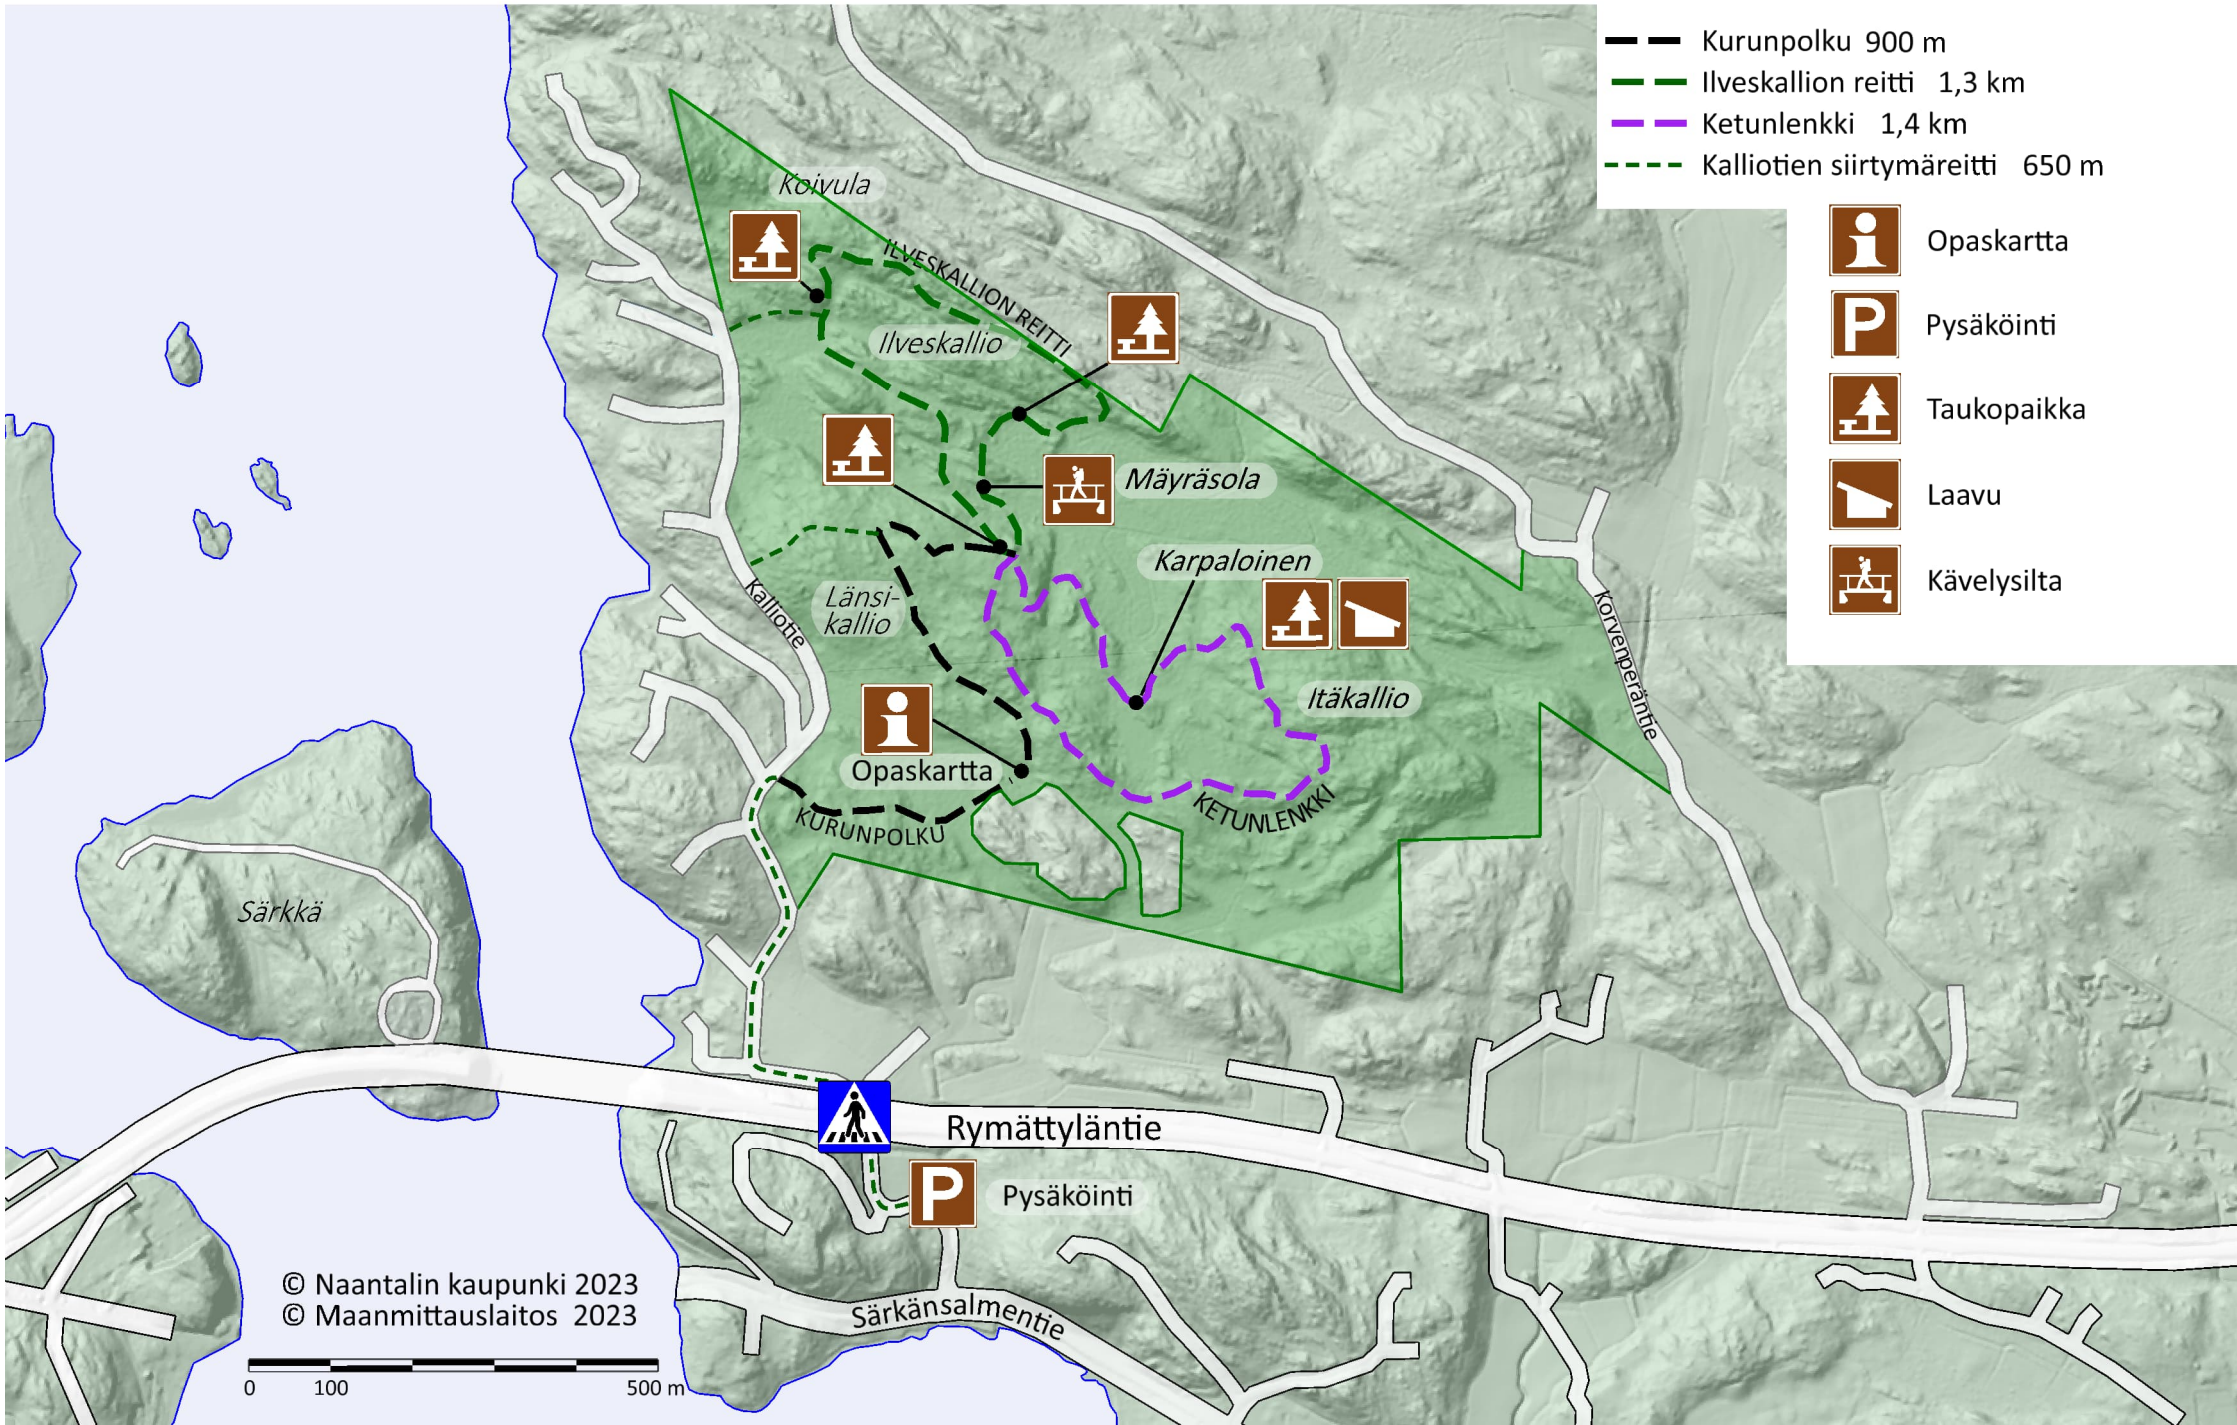 Kurunpolku 900 m
Ilveskallion reitti 1,3 km
Ketunlenkki 1,4 km
Kalliotien siirtymäreitti 650 m
Opaskartta
P
Pysäköinti
Taukopaikka
Laavu
Kävelysilta
Koivula
ILVESKALLION REITTI
Ilveskallio
Mäyräsola
Karpaloinen
Länsi-
kallio
Kalliotie
Korvenperäntie
Itäkallio
Opaskartta
KURUNPOLKU
KETUNLENKKI
Särkkä
Rymättyläntie
P
Pysäköinti
Särkänsalmentie
© Naantalin kaupunki 2023
© Maanmittauslaitos 2023
0 100 500 m